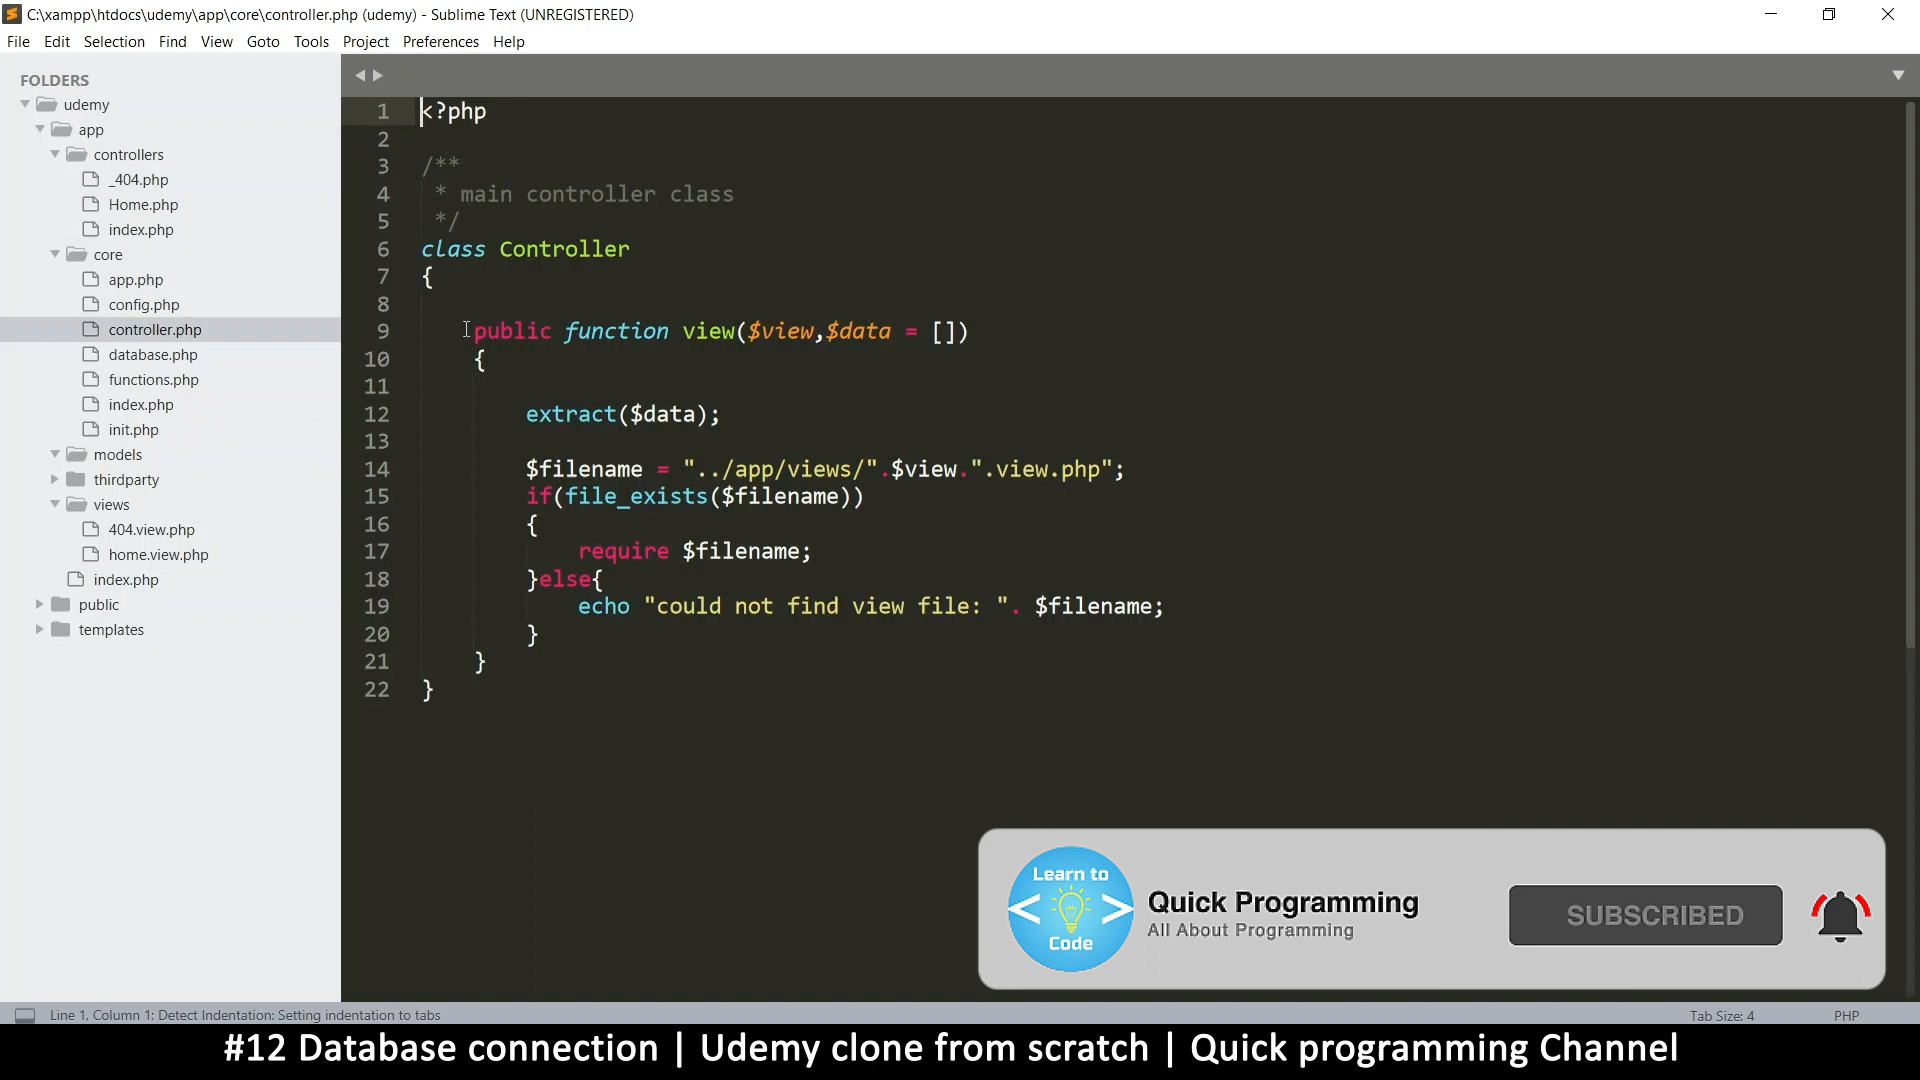 C:\xampp\htdocs\udemy\app\core\controller.php (udemy) - Sublime Text (UNREGISTERED)
File Edit Selection Find View Goto Tools Project Preferences Help
FOLDERS
udemy
app
controllers
_404.php
Home.php
index.php
core
app.php
config.php
controller.php
database.php
functions.php
index.php
init.php
models
thirdparty
views
404.view.php
home.view.php
index.php
public
templates
1 <?php
2
3 /**
4  * main controller class
5  */
6 class Controller
7 {
8
9     public function view($view,$data = [])
10     {
11
12         extract($data);
13
14         $filename = "../app/views/".$view.".view.php";
15         if(file_exists($filename))
16         {
17             require $filename;
18         }else{
19             echo "could not find view file: ". $filename;
20         }
21     }
22 }
Learn to
< >
Code
Quick Programming
All About Programming
SUBSCRIBED
Line 1, Column 1; Detect Indentation: Setting indentation to tabs
Tab Size: 4 PHP
#12 Database connection | Udemy clone from scratch | Quick programming Channel